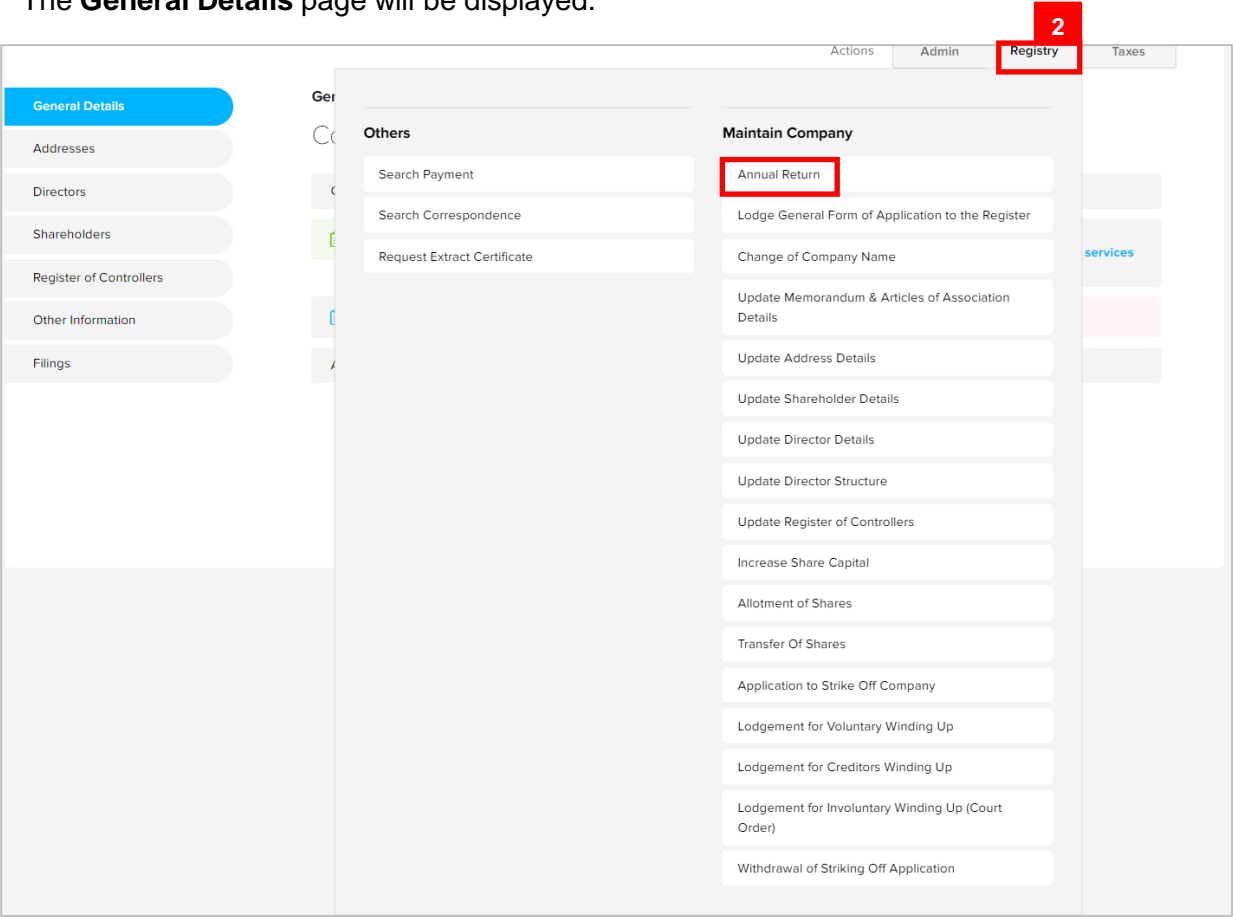 The General Details page will be displayed.
2
Actions Admin Registry Taxes
General Details
Addresses
Directors
Shareholders
Register of Controllers
Other Information
Filings
Others
Search Payment
Search Correspondence
Request Extract Certificate
Maintain Company
Annual Return
Lodge General Form of Application to the Register
Change of Company Name
Update Memorandum & Articles of Association
Details
Update Address Details
Update Shareholder Details
Update Director Details
Update Director Structure
Update Register of Controllers
Increase Share Capital
Allotment of Shares
Transfer Of Shares
Application to Strike Off Company
Lodgement for Voluntary Winding Up
Lodgement for Creditors Winding Up
Lodgement for Involuntary Winding Up (Court
Order)
Withdrawal of Striking Off Application
services